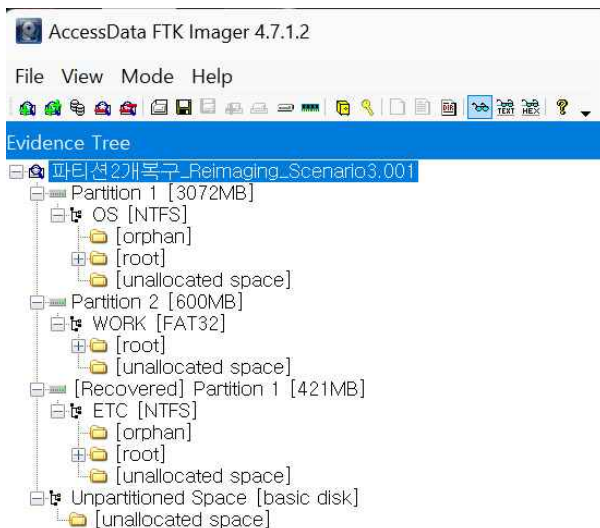 AccessData FTK Imager 4.7.1.2
File View Mode Help
Evidence Tree
파티션2개복구_Reimaging_Scenario3.001
Partition 1 [3072MB]
OS [NTFS]
[orphan]
[root]
[unallocated space]
Partition 2 [600MB]
WORK [FAT32]
[root]
[unallocated space]
[Recovered] Partition 1 [421MB]
ETC [NTFS]
[orphan]
[root]
[unallocated space]
Unpartitioned Space [basic disk]
[unallocated space]